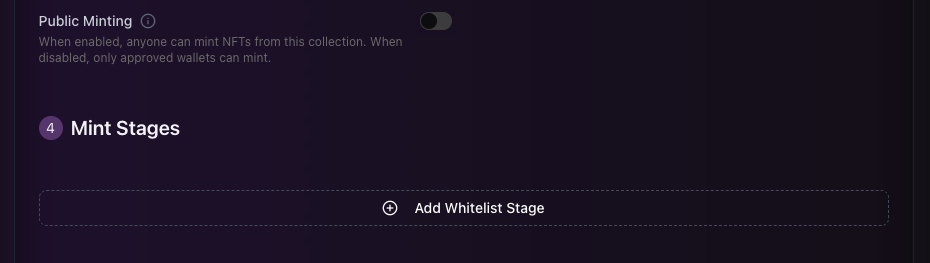 Public Minting
When enabled, anyone can mint NFTs from this collection. When
disabled, only approved wallets can mint.
4 Mint Stages
Add Whitelist Stage